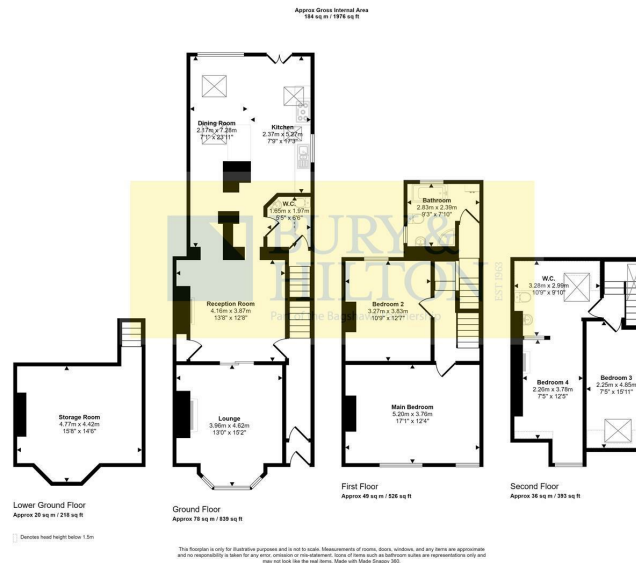 Approx Gross Internal Area
184 sq m / 1976 sq ft
Dining Room
2.17m x 7.28m
7'1" x 23'11"
Kitchen
2.37m x 5.27m
7'9" x 17'3"
W.C.
1.65m x 1.97m
5'5" x 6'6"
Bathroom
2.83m x 2.39m
9'3" x 7'10"
BURY &
HILTON
EST 1963
Part of the Bagshaws Partnership
Reception Room
4.16m x 3.87m
13'8" x 12'8"
Bedroom 2
3.27m x 3.83m
10'9" x 12'7"
W.C.
3.28m x 2.99m
10'9" x 9'10"
Storage Room
4.77m x 4.42m
15'8" x 14'6"
Lounge
3.96m x 4.62m
13'0" x 15'2"
Main Bedroom
5.20m x 3.76m
17'1" x 12'4"
Bedroom 4
2.26m x 3.78m
7'5" x 12'5"
Bedroom 3
2.25m x 4.85m
7'5" x 15'11"
Lower Ground Floor
Approx 20 sq m / 218 sq ft
Ground Floor
Approx 78 sq m / 839 sq ft
First Floor
Approx 49 sq m / 526 sq ft
Second Floor
Approx 36 sq m / 393 sq ft
Denotes head height below 1.5m
This floorplan is only for illustrative purposes and is not to scale. Measurements of rooms, doors, windows, and any items are approximate
and no responsibility is taken for any error, omission or mis-statement. Icons of items such as bathroom suites are representations only and
may not look like the real items. Made with Made Snappy 360.